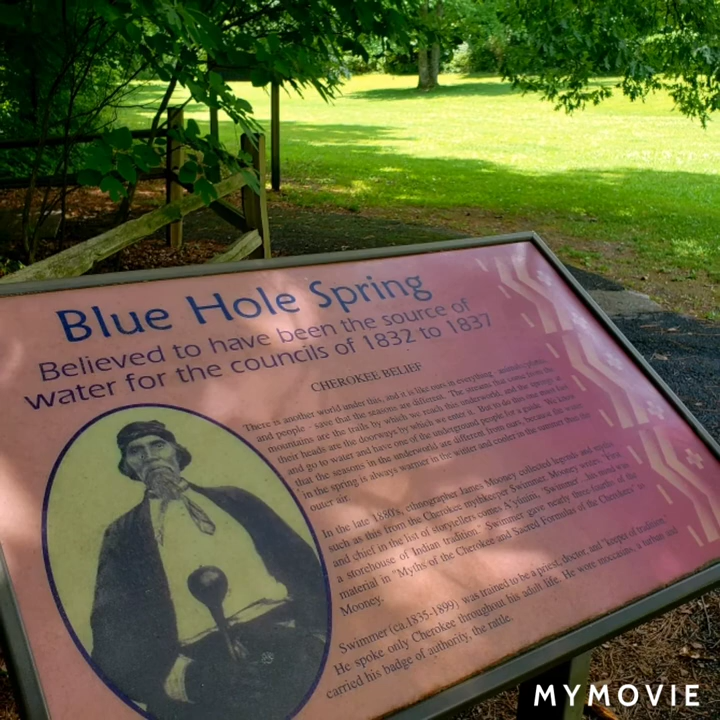 Blue Hole Spring
Believed to have been the source of
water for the councils of 1832 to 1837
CHEROKEE BELIEF
There is another world under this, and it is like ours in everything - animals, plants,
and people - save that the seasons are different. The streams that come from the
mountains are the trails by which we reach this underworld, and the springs at
their heads are the doorways by which we enter it. But to do this one must fast
and go to water and have one of the underground people for a guide. We know
that the seasons in the underworld are different from ours, because the water
in the spring is always warmer in the winter and cooler in the summer than the
outer air.
In the late 1880's, ethnographer James Mooney collected legends and myths
such as this from the Cherokee mythkeeper Swimmer. Mooney writes: "First
and chief in the list of storytellers comes A'yûnini, "Swimmer"...his mind was
a storehouse of Indian tradition." Swimmer gave nearly three fourths of the
material in "Myths of the Cherokee and Sacred Formulas of the Cherokees" to
Mooney.
Swimmer (ca.1835-1899) was trained to be a priest, doctor, and "keeper of tradition."
He spoke only Cherokee throughout his adult life. He wore moccasins, a turban and
carried his badge of authority, the rattle.
MYMOVIE